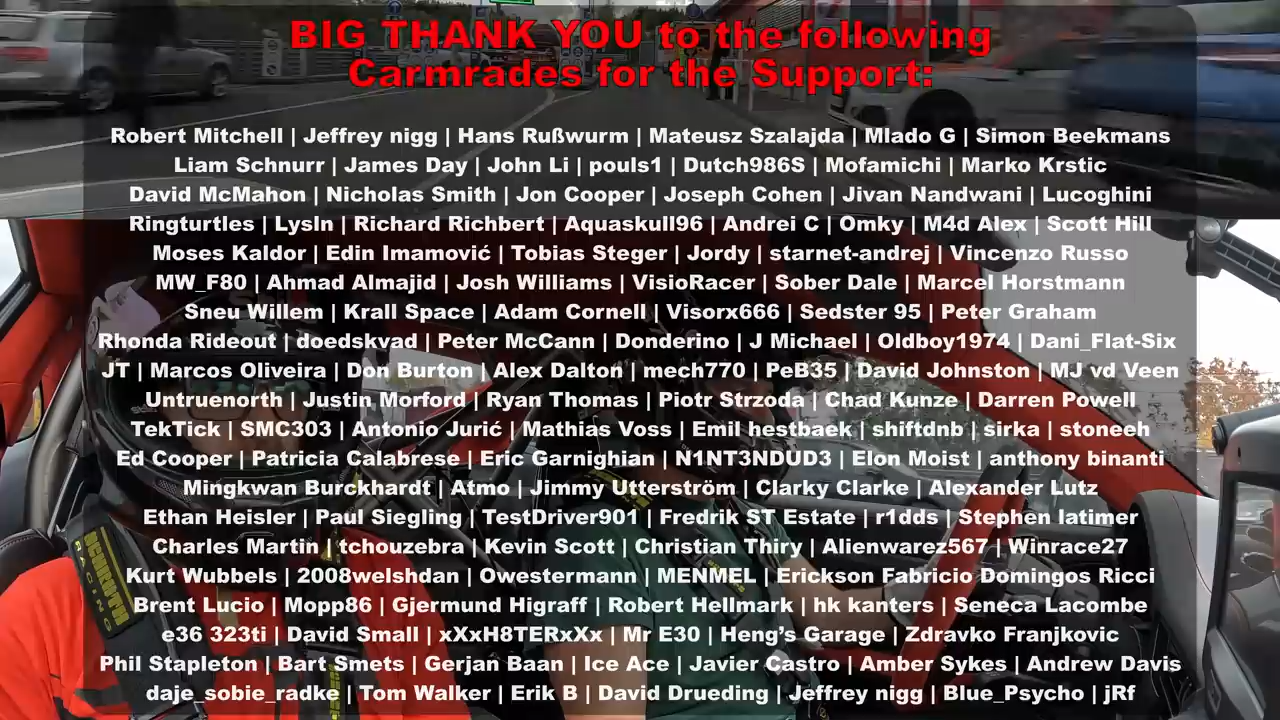 BIG THANK YOU to the following
Carmrades for the Support:
Robert Mitchell | Jeffrey nigg | Hans Rußwurm | Mateusz Szalajda | Mlado G | Simon Beekmans
Liam Schnurr | James Day | John Li | pouls1 | Dutch986S | Mofamichi | Marko Krstic
David McMahon | Nicholas Smith | Jon Cooper | Joseph Cohen | Jivan Nandwani | Lucoghini
Ringturtles | Lysln | Richard Richbert | Aquaskull96 | Andrei C | Omky | M4d Alex | Scott Hill
Moses Kaldor | Edin Imamović | Tobias Steger | Jordy | starnet-andrej | Vincenzo Russo
MW_F80 | Ahmad Almajid | Josh Williams | VisioRacer | Sober Dale | Marcel Horstmann
Sneu Willem | Krall Space | Adam Cornell | Visorx666 | Sedster 95 | Peter Graham
Rhonda Rideout | doedskvad | Peter McCann | Donderino | J Michael | Oldboy1974 | Dani_Flat-Six
JT | Marcos Oliveira | Don Burton | Alex Dalton | mech770 | PeB35 | David Johnston | MJ vd Veen
Untruenorth | Justin Morford | Ryan Thomas | Piotr Strzoda | Chad Kunze | Darren Powell
TekTick | SMC303 | Antonio Jurić | Mathias Voss | Emil hestbaek | shiftdnb | sirka | stoneeh
Ed Cooper | Patricia Calabrese | Eric Garnighian | N1NT3NDUD3 | Elon Moist | anthony binanti
Mingkwan Burckhardt | Atmo | Jimmy Utterström | Clarky Clarke | Alexander Lutz
Ethan Heisler | Paul Siegling | TestDriver901 | Fredrik ST Estate | r1dds | Stephen latimer
Charles Martin | tchouzebra | Kevin Scott | Christian Thiry | Alienwarez567 | Winrace27
Kurt Wubbels | 2008welshdan | Owestermann | MENMEL | Erickson Fabricio Domingos Ricci
Brent Lucio | Mopp86 | Gjermund Higraff | Robert Hellmark | hk kanters | Seneca Lacombe
e36 323ti | David Small | xXxH8TERxXx | Mr E30 | Heng’s Garage | Zdravko Franjkovic
Phil Stapleton | Bart Smets | Gerjan Baan | Ice Ace | Javier Castro | Amber Sykes | Andrew Davis
daje_sobie_radke | Tom Walker | Erik B | David Drueding | Jeffrey nigg | Blue_Psycho | jRf
SCHROTH
RACING